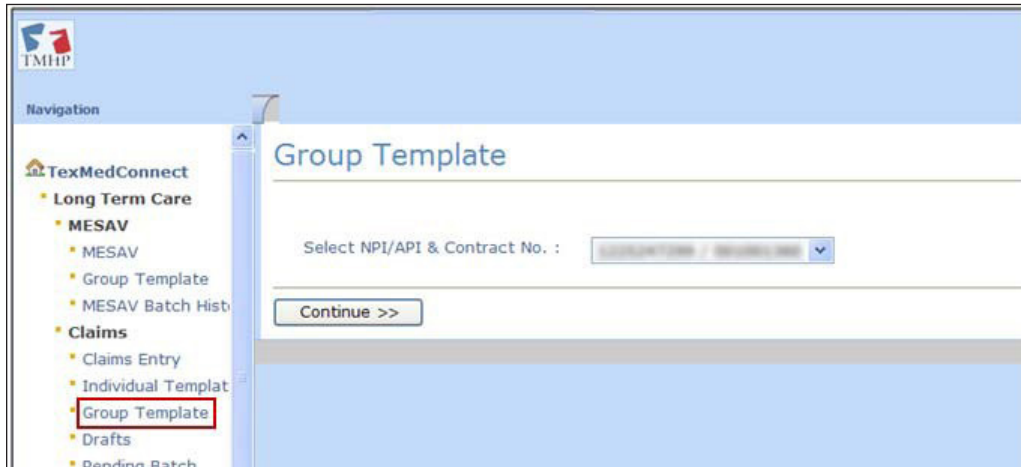 TMHP
Navigation
TexMedConnect
Long Term Care
MESAV
MESAV
Group Template
MESAV Batch Hist
Claims
Claims Entry
Individual Templat
Group Template
Drafts
Pending Batch
Group Template
Select NPI/API & Contract No. :
Continue >>